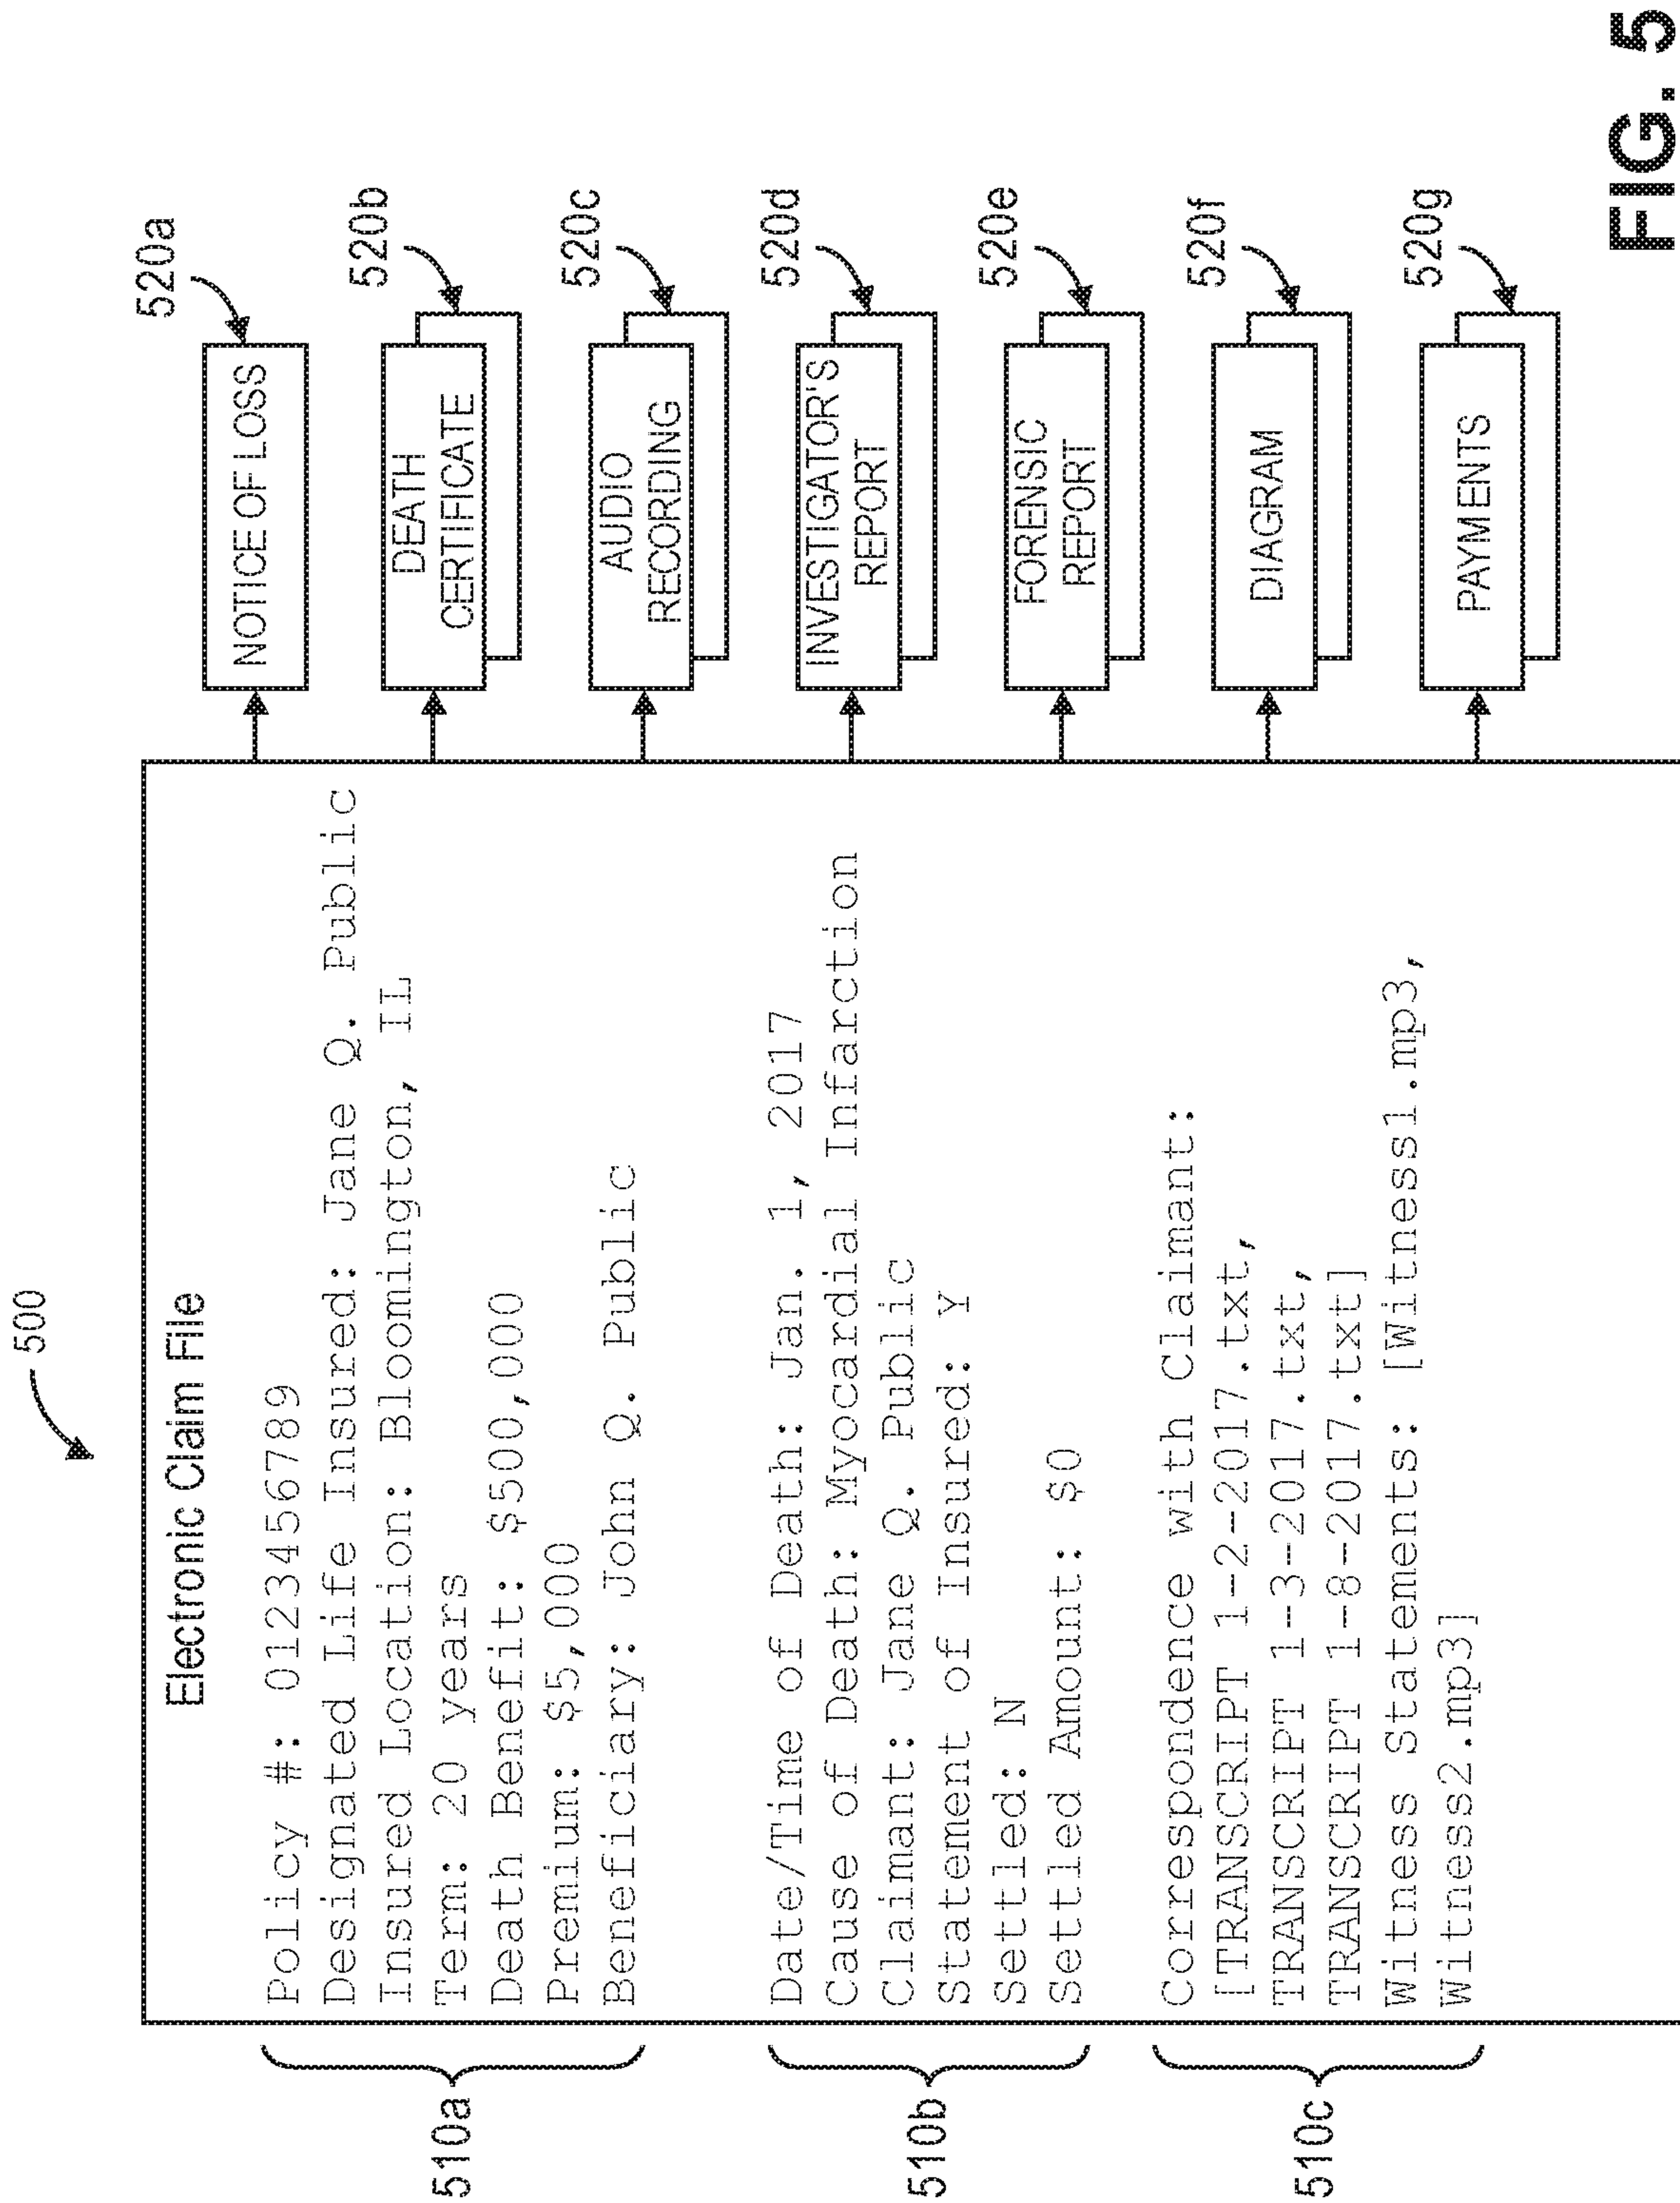 500
Electronic Claim File
510a
Policy #: 0123456789
Designated Life Insured: Jane Q. Public
Insured Location: Bloomington, IL
Term: 20 years
Death Benefit: $500,000
Premium: $5,000
Beneficiary: John Q. Public
510b
Date/Time of Death: Jan. 1, 2017
Cause of Death: Myocardial Infarction
Claimant: Jane Q. Public
Statement of Insured: Y
Settled: N
Settled Amount: $0
510c
Correspondence with Claimant:
[TRANSCRIPT 1-2-2017.txt,
TRANSCRIPT 1-3-2017.txt,
TRANSCRIPT 1-8-2017.txt]
Witness Statements: [Witness1.mp3,
Witness2.mp3]
NOTICE OF LOSS
520a
DEATH
CERTIFICATE
520b
AUDIO
RECORDING
520c
INVESTIGATOR'S
REPORT
520d
FORENSIC
REPORT
520e
DIAGRAM
520f
PAYMENTS
520g
FIG. 5